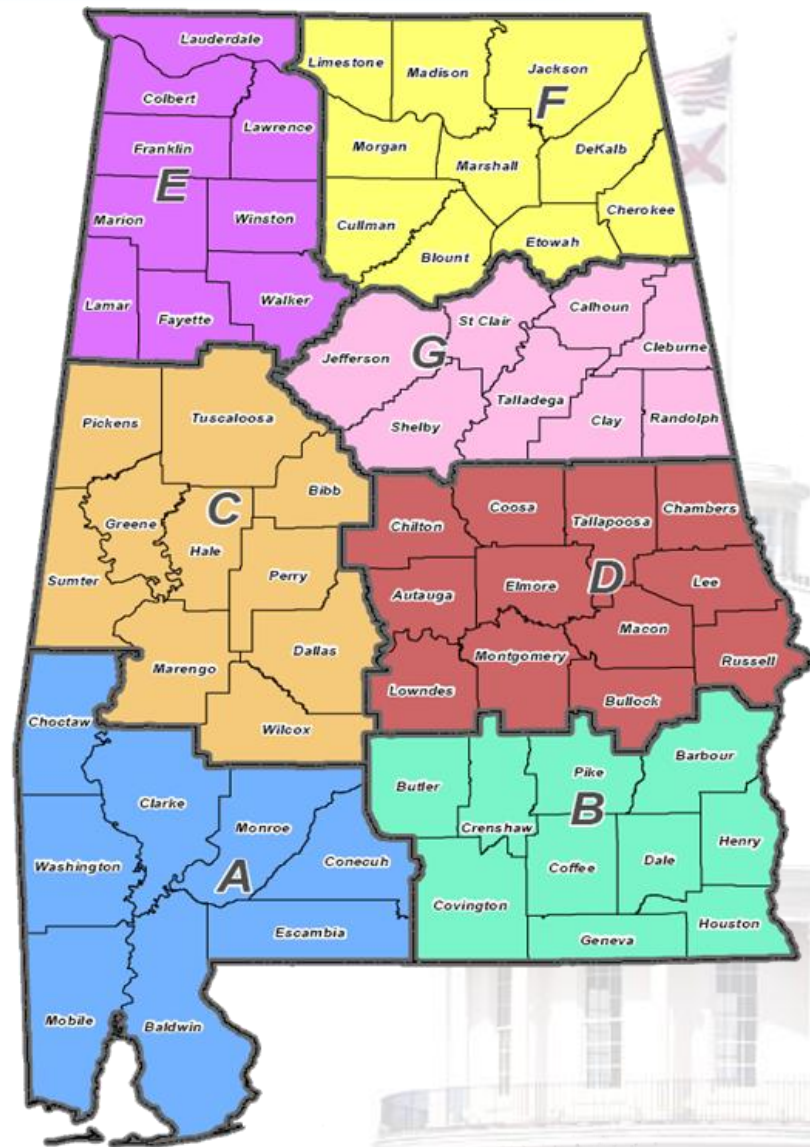 Lauderdale
Limestone
Madison
Jackson
Colbert
Lawrence
F
Franklin
Morgan
Marshall
DeKalb
E
Marion
Winston
Cullman
Cherokee
Blount
Etowah
Lamar
Fayette
Walker
Calhoun
St Clair
Jefferson
G
Cleburne
Talladega
Shelby
Clay
Randolph
Pickens
Tuscaloosa
Bibb
Greene
C
Hale
Perry
Sumter
Marengo
Dallas
Wilcox
Chilton
Coosa
Tallapoosa
Chambers
Autauga
Elmore
D
Lee
Macon
Montgomery
Russell
Lowndes
Bullock
Choctaw
Clarke
Monroe
Washington
A
Conecuh
Escambia
Mobile
Baldwin
Butler
Pike
Barbour
Crenshaw
B
Coffee
Dale
Henry
Covington
Geneva
Houston